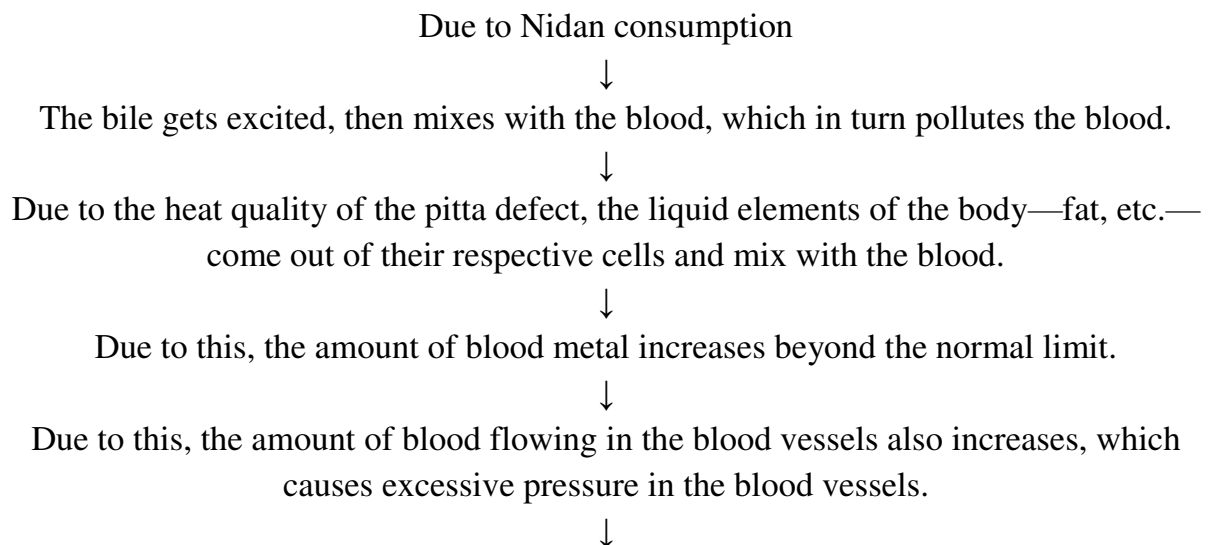 Due to Nidan consumption
↓
The bile gets excited, then mixes with the blood, which in turn pollutes the blood.
↓
Due to the heat quality of the pitta defect, the liquid elements of the body—fat, etc.—
come out of their respective cells and mix with the blood.
↓
Due to this, the amount of blood metal increases beyond the normal limit.
↓
Due to this, the amount of blood flowing in the blood vessels also increases, which
causes excessive pressure in the blood vessels.
↓